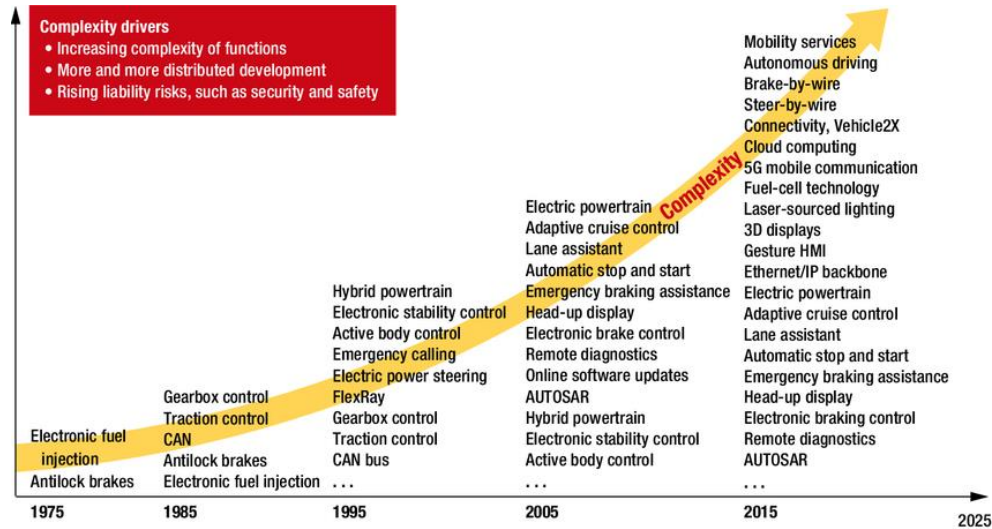 Complexity drivers
• Increasing complexity of functions
• More and more distributed development
• Rising liability risks, such as security and safety
Complexity
Electronic fuel
injection
Antilock brakes
1975
Gearbox control
Traction control
CAN
Antilock brakes
Electronic fuel injection
1985
Hybrid powertrain
Electronic stability control
Active body control
Emergency calling
Electric power steering
FlexRay
Gearbox control
Traction control
CAN bus
...
1995
Electric powertrain
Adaptive cruise control
Lane assistant
Automatic stop and start
Emergency braking assistance
Head-up display
Electronic brake control
Remote diagnostics
Online software updates
AUTOSAR
Hybrid powertrain
Electronic stability control
Active body control
...
2005
Mobility services
Autonomous driving
Brake-by-wire
Steer-by-wire
Connectivity, Vehicle2X
Cloud computing
5G mobile communication
Fuel-cell technology
Laser-sourced lighting
3D displays
Gesture HMI
Ethernet/IP backbone
Electric powertrain
Adaptive cruise control
Lane assistant
Automatic stop and start
Emergency braking assistance
Head-up display
Electronic braking control
Remote diagnostics
AUTOSAR
...
2015
2025